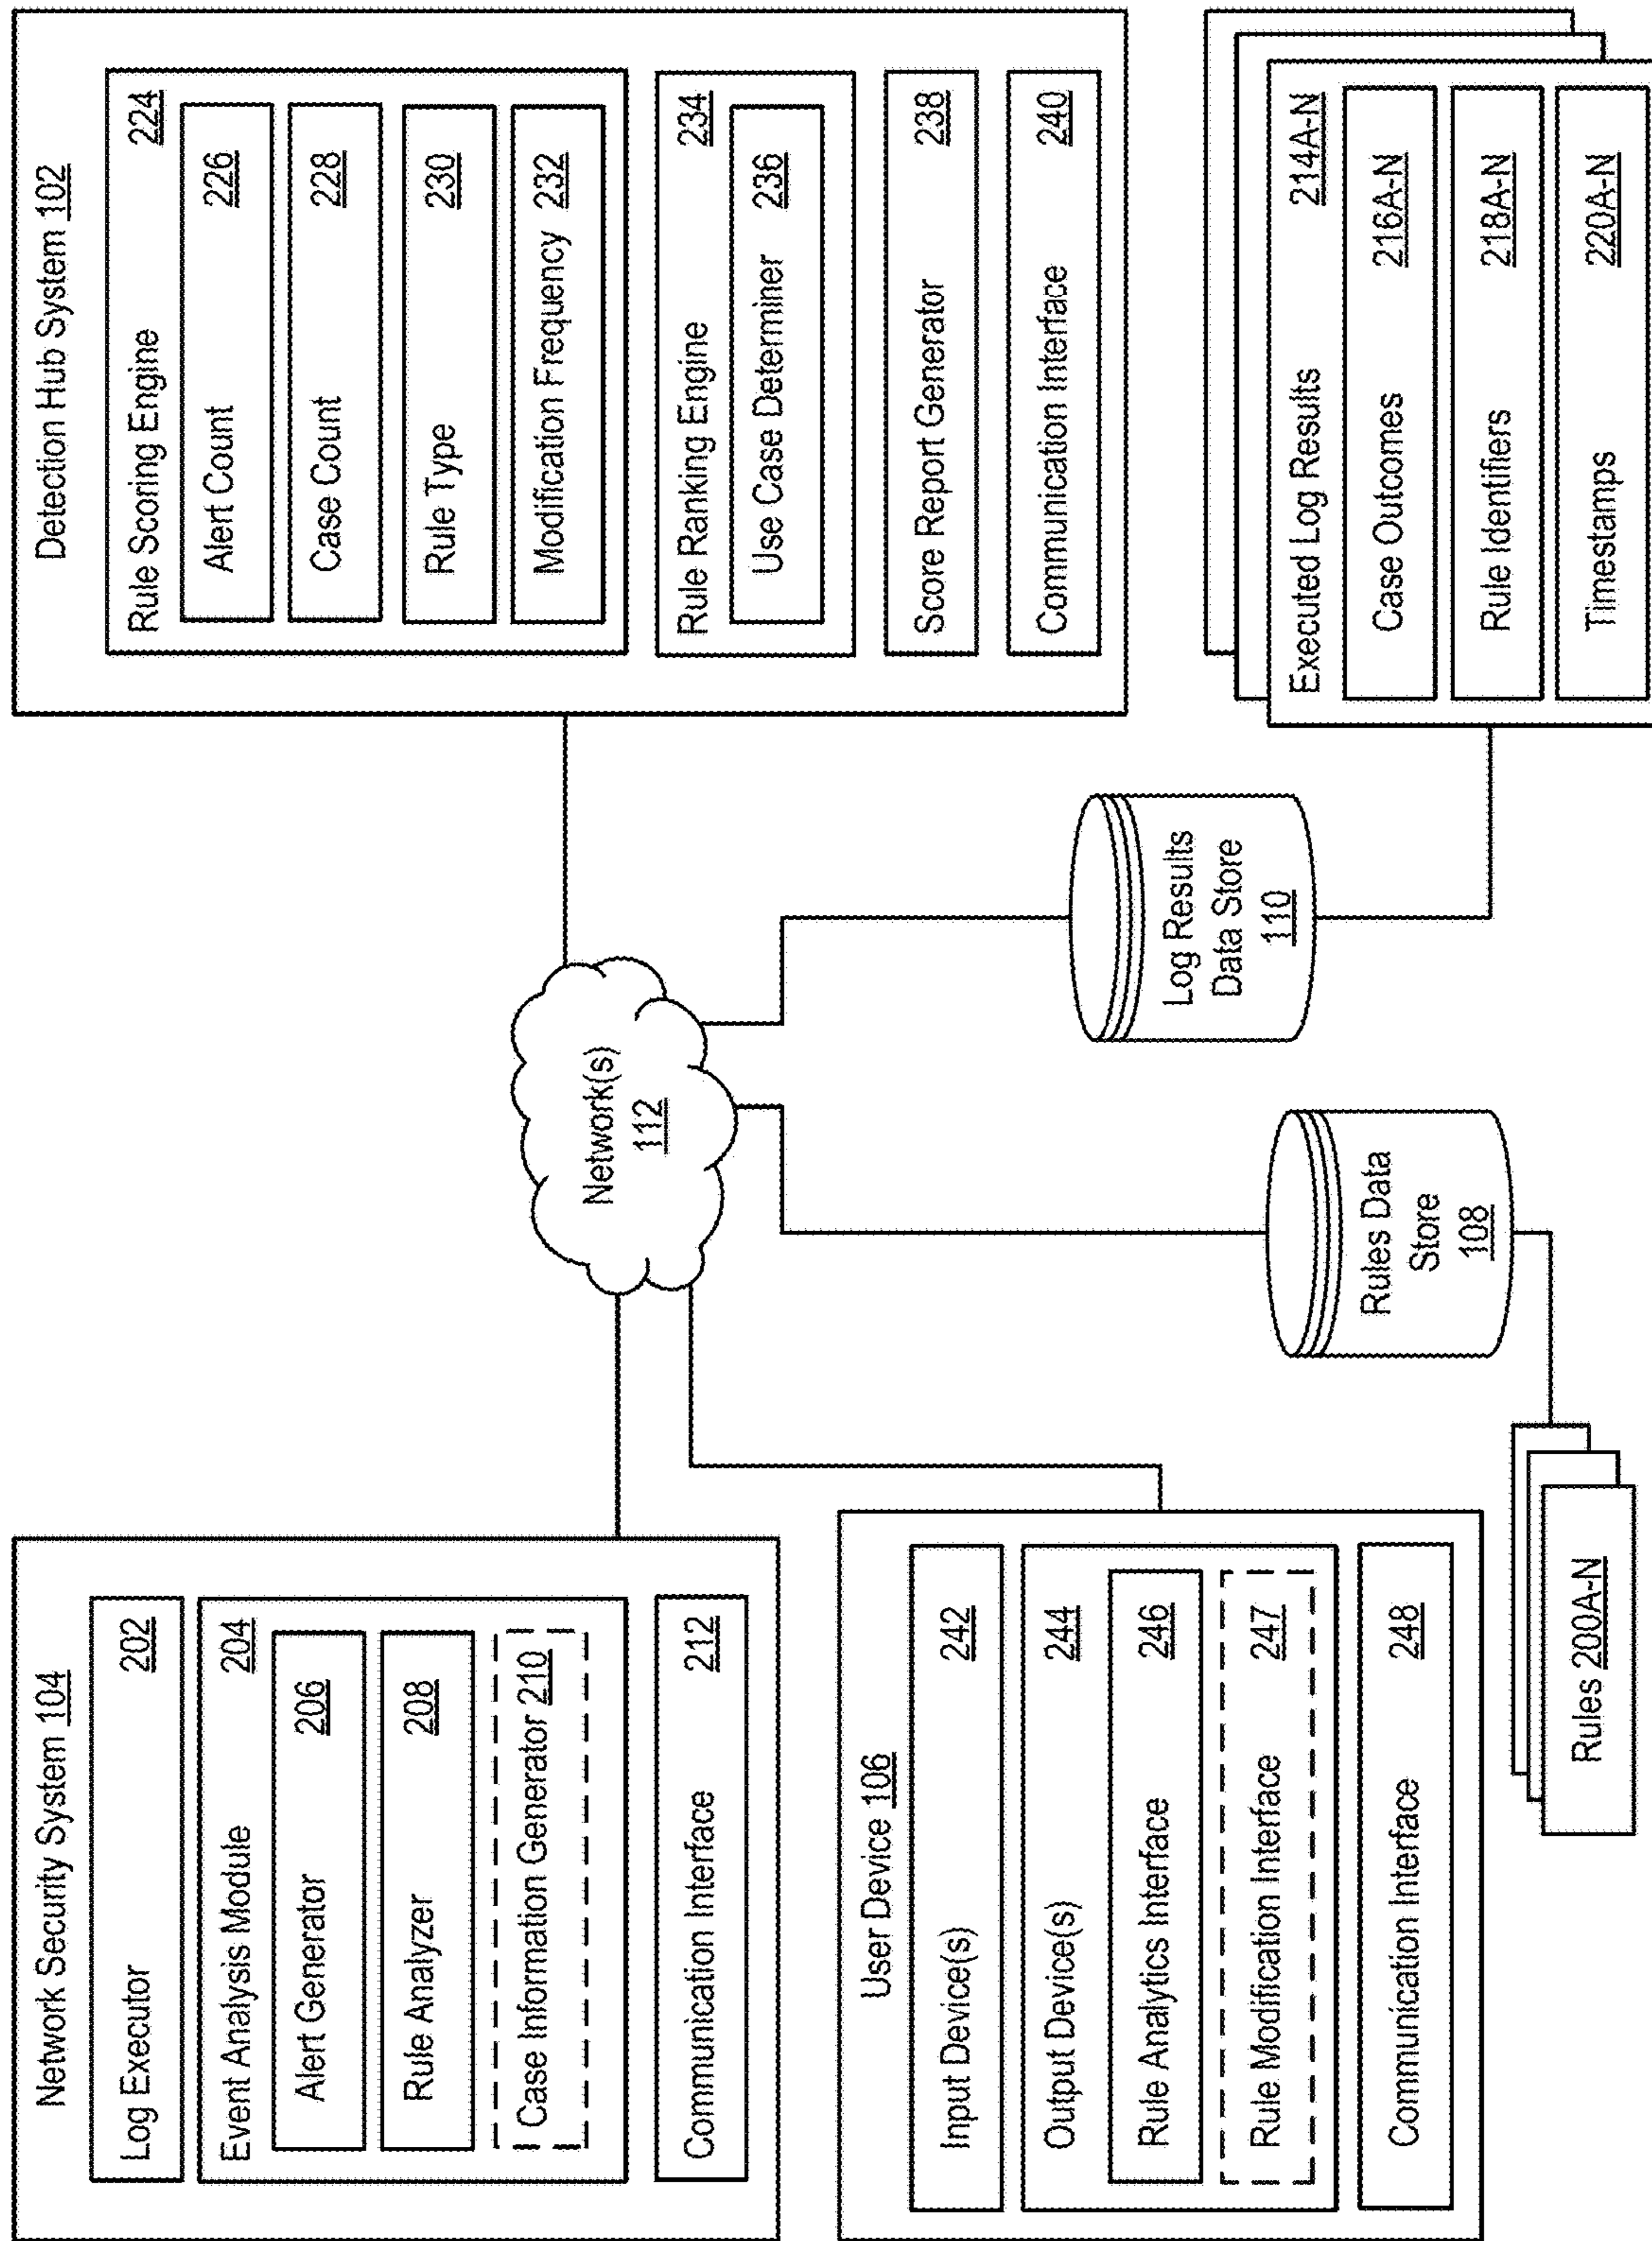 Network Security System 104
Log Executor 202
Event Analysis Module 204
Alert Generator 206
Rule Analyzer 208
Case Information Generator 210
Communication Interface 212
Detection Hub System 102
Rule Scoring Engine 224
Alert Count 226
Case Count 228
Rule Type 230
Modification Frequency 232
Rule Ranking Engine 234
Use Case Determiner 236
Score Report Generator 238
Communication Interface 240
Network(s)
112
User Device 106
Input Device(s) 242
Output Device(s) 244
Rule Analytics Interface 246
Rule Modification Interface 247
Communication Interface 248
Log Results
Data Store
110
Rules Data
Store
108
Executed Log Results 214A-N
Case Outcomes 216A-N
Rule Identifiers 218A-N
Timestamps 220A-N
Rules 200A-N